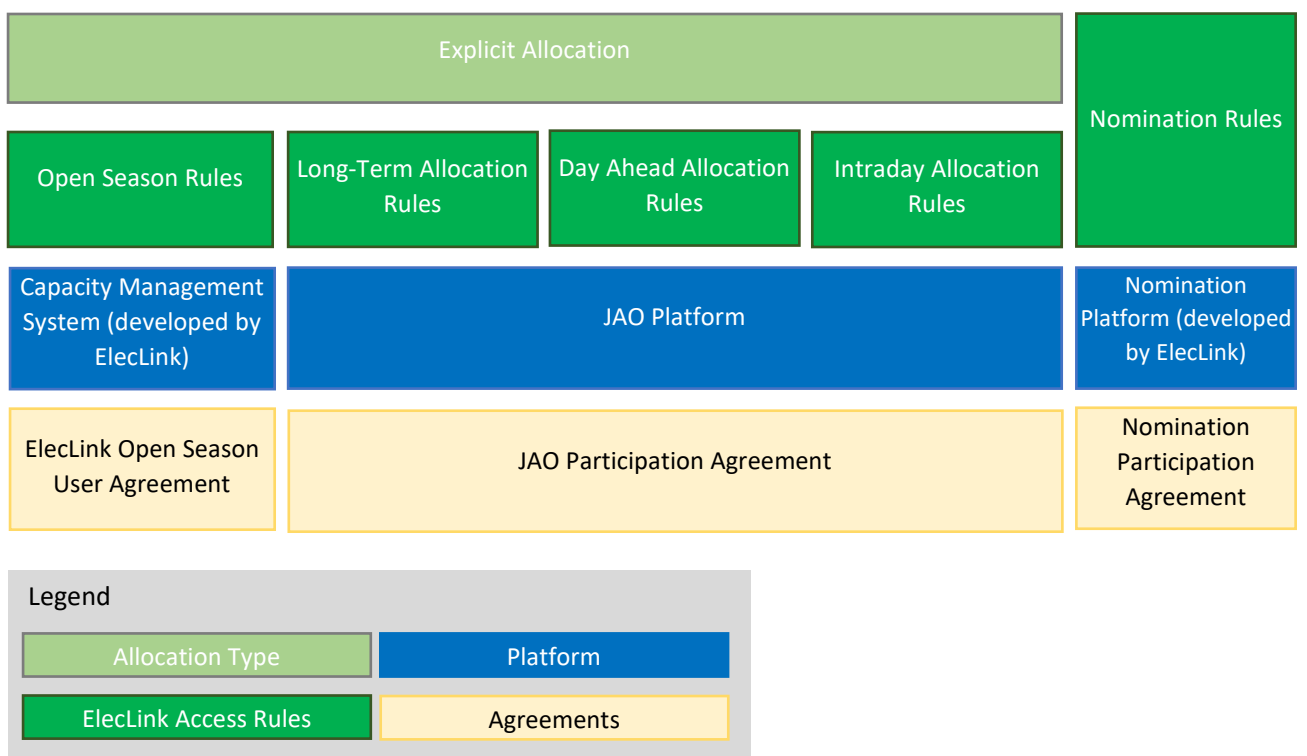 Explicit Allocation
Nomination Rules
Open Season Rules
Long-Term Allocation
Rules
Day Ahead Allocation
Rules
Intraday Allocation
Rules
Capacity Management
System (developed by
ElecLink)
JAO Platform
Nomination
Platform (developed
by ElecLink)
ElecLink Open Season
User Agreement
JAO Participation Agreement
Nomination
Participation
Agreement
Legend
Allocation Type
Platform
ElecLink Access Rules
Agreements